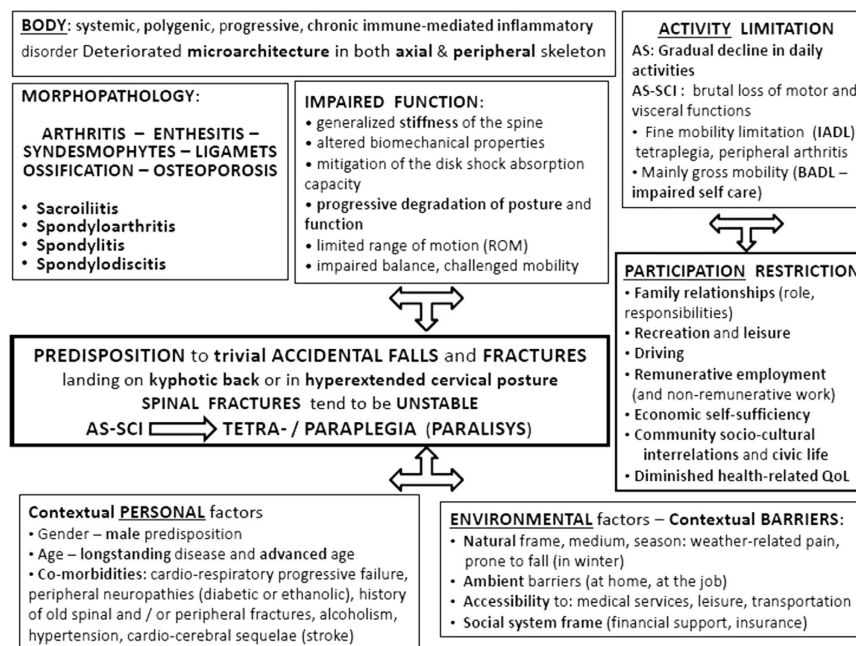 BODY: systemic, polygenic, progressive, chronic immune-mediated inflammatory
disorder Deteriorated microarchitecture in both axial & peripheral skeleton
MORPHOPATHOLOGY:
ARTHRITIS – ENTHESITIS –
SYNDESMOPHYTES – LIGAMETS
OSSIFICATION – OSTEOPOROSIS
• Sacroiliitis
• Spondyloarthritis
• Spondylitis
• Spondylodiscitis
IMPAIRED FUNCTION:
• generalized stiffness of the spine
• altered biomechanical properties
• mitigation of the disk shock absorption
capacity
• progressive degradation of posture and
function
• limited range of motion (ROM)
• impaired balance, challenged mobility
ACTIVITY LIMITATION
AS: Gradual decline in daily
activities
AS-SCI : brutal loss of motor and
visceral functions
• Fine mobility limitation (IADL)
tetraplegia, peripheral arthritis
• Mainly gross mobility (BADL –
impaired self care)
PARTICIPATION RESTRICTION
• Family relationships (role,
responsibilities)
• Recreation and leisure
• Driving
• Remunerative employment
(and non-remunerative work)
• Economic self-sufficiency
• Community socio-cultural
interrelations and civic life
• Diminished health-related QoL
PREDISPOSITION to trivial ACCIDENTAL FALLS and FRACTURES
landing on kyphotic back or in hyperextended cervical posture
SPINAL FRACTURES tend to be UNSTABLE
AS-SCI TETRA- / PARAPLEGIA (PARALISYS)
Contextual PERSONAL factors
• Gender – male predisposition
• Age – longstanding disease and advanced age
• Co-morbidities: cardio-respiratory progressive failure,
peripheral neuropathies (diabetic or ethanolic), history
of old spinal and / or peripheral fractures, alcoholism,
hypertension, cardio-cerebral sequelae (stroke)
ENVIRONMENTAL factors – Contextual BARRIERS:
• Natural frame, medium, season: weather-related pain,
prone to fall (in winter)
• Ambient barriers (at home, at the job)
• Accessibility to: medical services, leisure, transportation
• Social system frame (financial support, insurance)